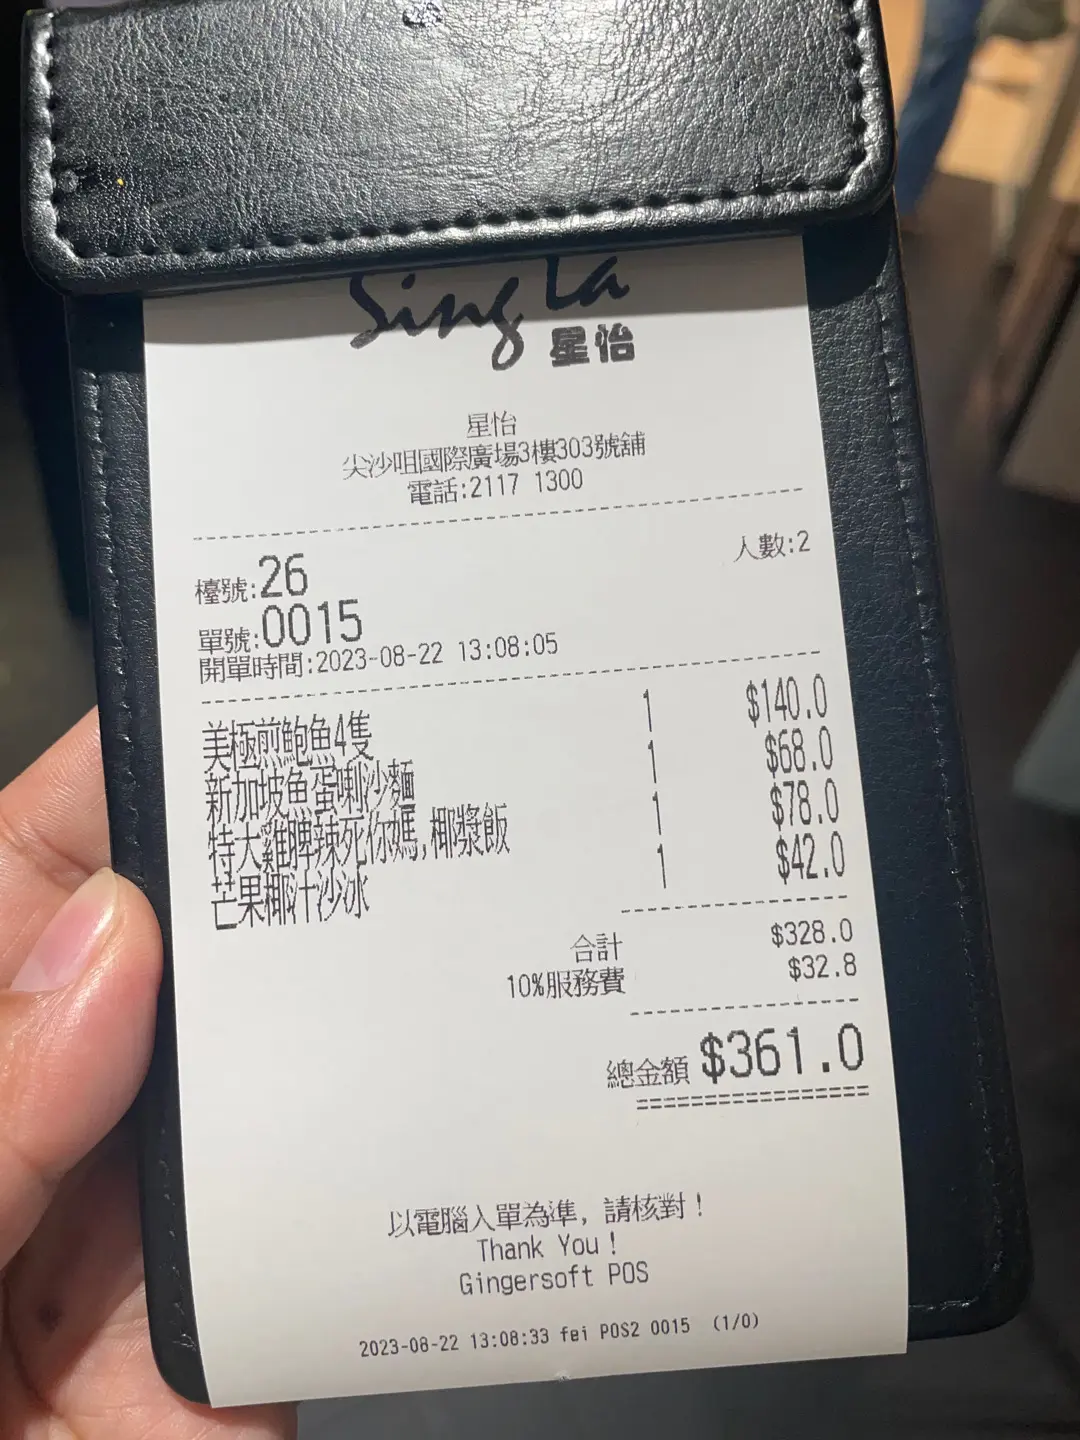 Sing Ya
星怡
星怡
尖沙咀國際廣場3樓303號舖
電話:2117 1300
檯號:26 人數:2
單號:0015
開單時間:2023-08-22 13:08:05
美極煎鮑魚4隻 1 $140.0
新加坡魚蛋喇沙麵 1 $68.0
特大雞脾辣死你媽,椰漿飯 1 $78.0
芒果椰汁沙冰 1 $42.0
合計 $328.0
10%服務費 $32.8
總金額 $361.0
以電腦入單為準, 請核對!
Thank You!
Gingersoft POS
2023-08-22 13:08:33 fei POS2 0015 (1/0)